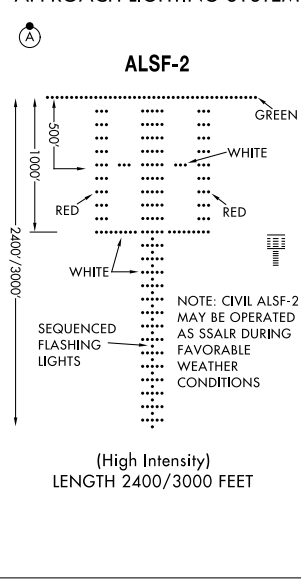 APPROACH LIGHTING SYSTEM
A
ALSF-2
GREEN
500'
WHITE
1000'
RED
RED
2400'/3000'
WHITE
NOTE: CIVIL ALSF-2
MAY BE OPERATED
AS SSALR DURING
FAVORABLE
WEATHER
CONDITIONS
SEQUENCED
FLASHING
LIGHTS
(High Intensity)
LENGTH 2400/3000 FEET